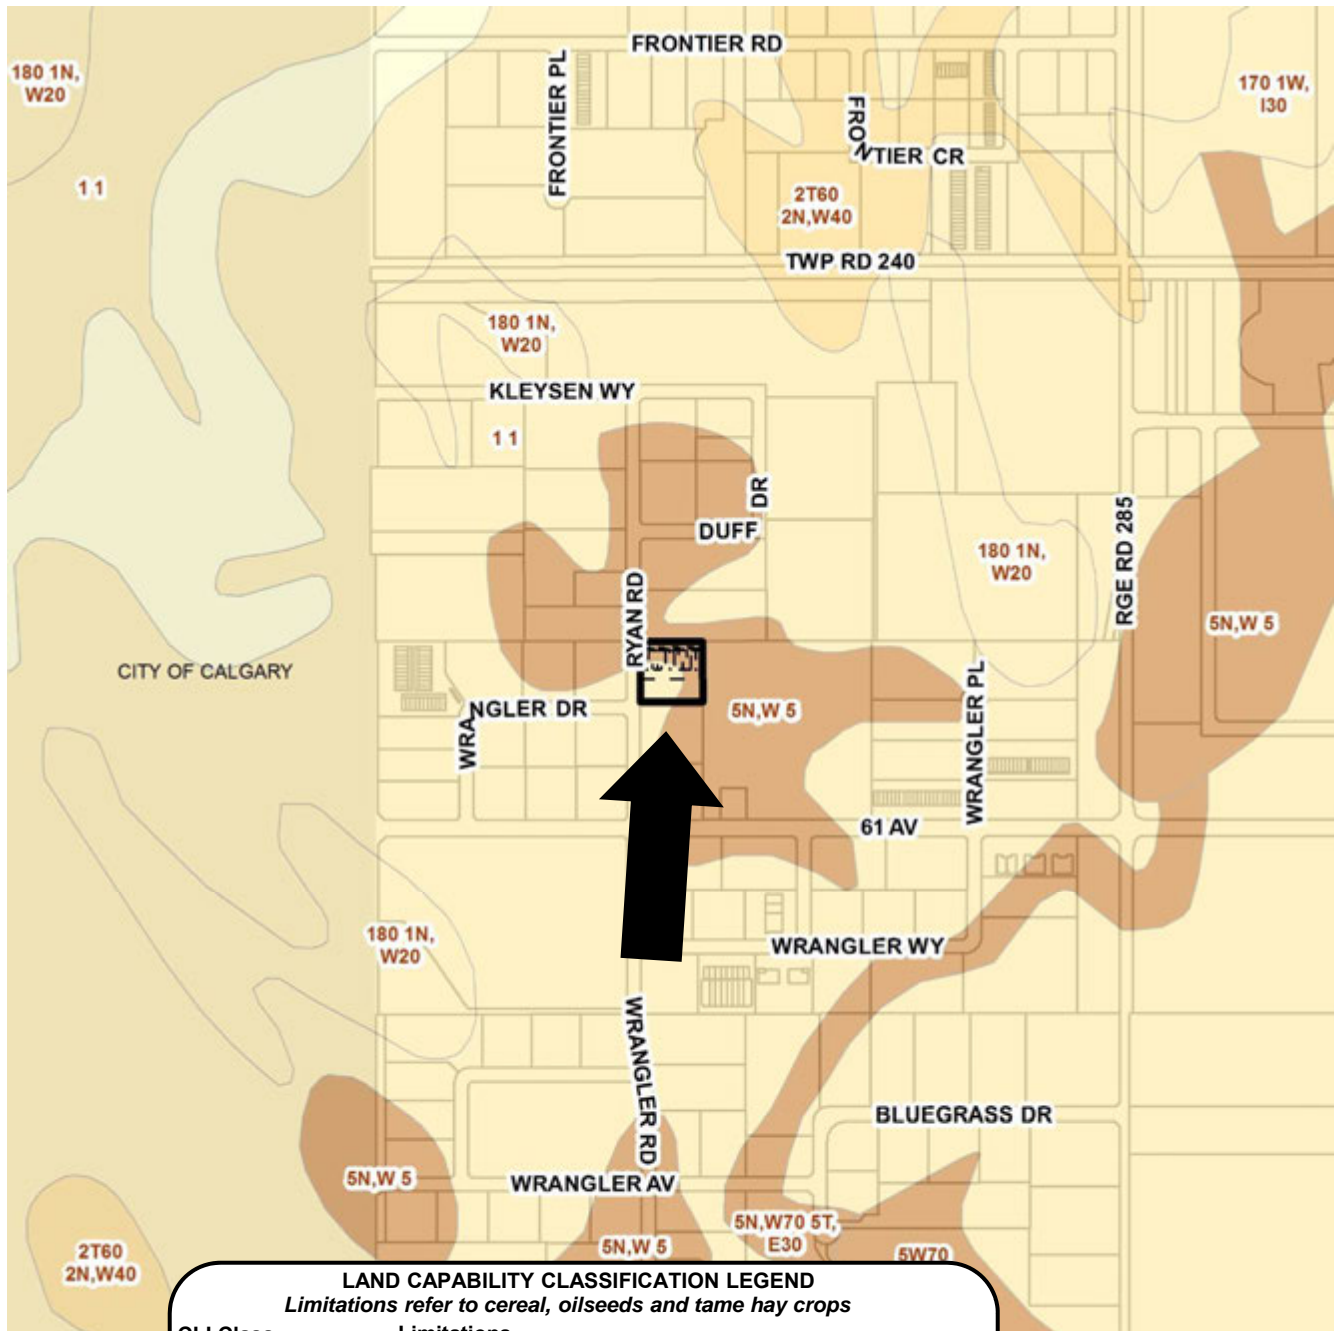 FRONTIER RD
FRONTIER PL
180 1N,
W20
170 1W,
I30
FRONTIER CR
1 1
2T60
2N,W40
TWP RD 240
180 1N,
W20
KLEYSEN WY
1 1
DUFF DR
RGE RD 285
180 1N,
W20
RYAN RD
5N,W 5
CITY OF CALGARY
WRANGLER DR
5N,W 5
WRANGLER PL
61 AV
180 1N,
W20
WRANGLER WY
WRANGLER RD
BLUEGRASS DR
5N,W 5
WRANGLER AV
5N,W 5
5N,W70 5T,
E30
5W70
2T60
2N,W40
LAND CAPABILITY CLASSIFICATION LEGEND
Limitations refer to cereal, oilseeds and tame hay crops
CLI Class Limitations